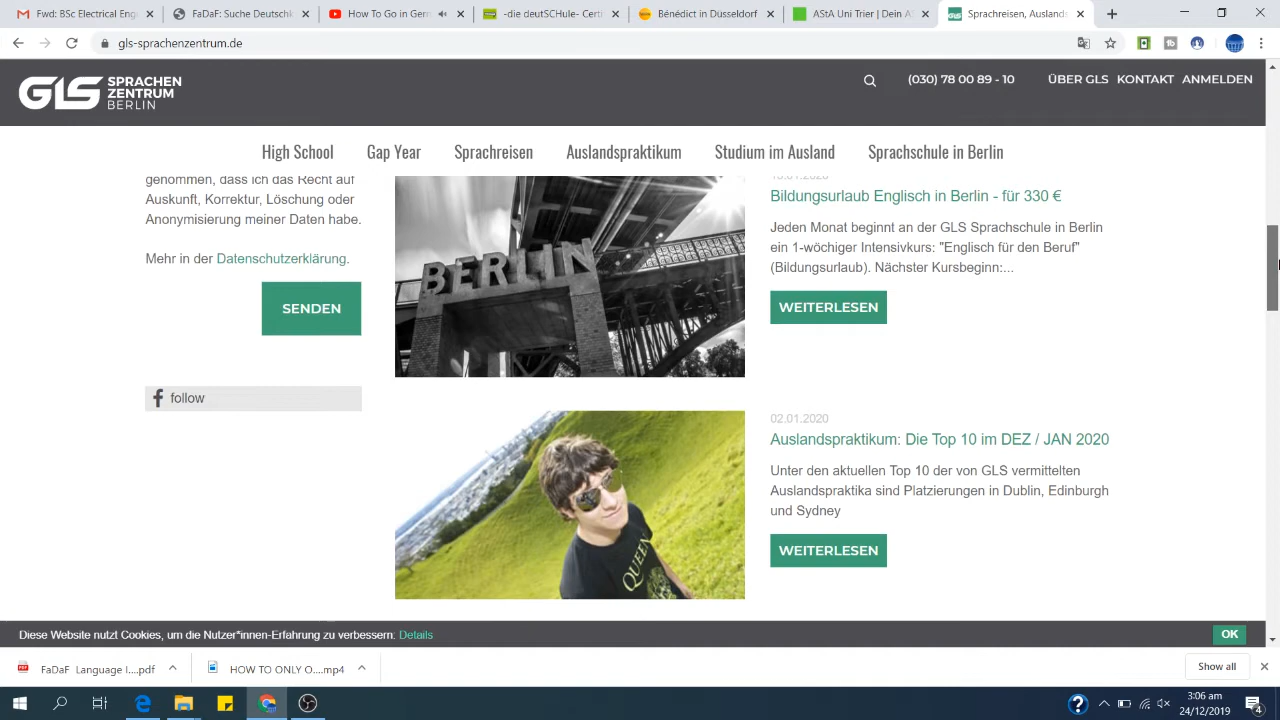 Fwd: BSc Electrical Engi
FaDaF: Suche Deutschk
How To Go in Germ
-die deutSCHule- Certi
Bénédict in Düsseldorf
AStA Uni Trier | Dein A
Sprachreisen, Auslands
gls-sprachenzentrum.de
GLS SPRACHEN
ZENTRUM
BERLIN
(030) 78 00 89 - 10
ÜBER GLS
KONTAKT
ANMELDEN
High School
Gap Year
Sprachreisen
Auslandspraktikum
Studium im Ausland
Sprachschule in Berlin
genommen, dass ich das Recht auf
Auskunft, Korrektur, Löschung oder
Anonymisierung meiner Daten habe.
Mehr in der Datenschutzerklärung.
SENDEN
follow
BERLIN
Bildungsurlaub Englisch in Berlin - für 330 €
Jeden Monat beginnt an der GLS Sprachschule in Berlin
ein 1-wöchiger Intensivkurs: "Englisch für den Beruf"
(Bildungsurlaub). Nächster Kursbeginn:...
WEITERLESEN
QUEEN
02.01.2020
Auslandspraktikum: Die Top 10 im DEZ / JAN 2020
Unter den aktuellen Top 10 der von GLS vermittelten
Auslandspraktika sind Platzierungen in Dublin, Edinburgh
und Sydney
WEITERLESEN
Diese Website nutzt Cookies, um die Nutzer*innen-Erfahrung zu verbessern: Details
OK
FaDaF Language I....pdf
HOW TO ONLY O....mp4
Show all
3:06 am
24/12/2019
4